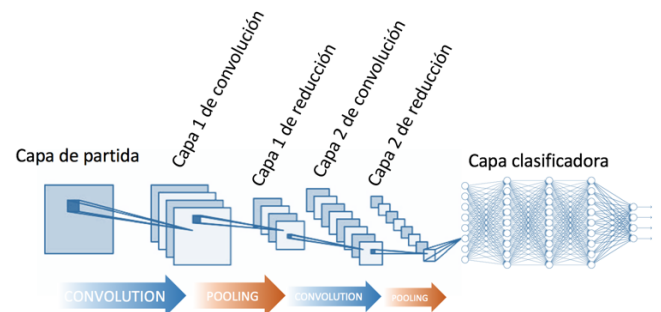 Capa de partida
Capa 1 de convolución
Capa 1 de reducción
Capa 2 de convolución
Capa 2 de reducción
Capa clasificadora
CONVOLUTION
POOLING
CONVOLUTION
POOLING